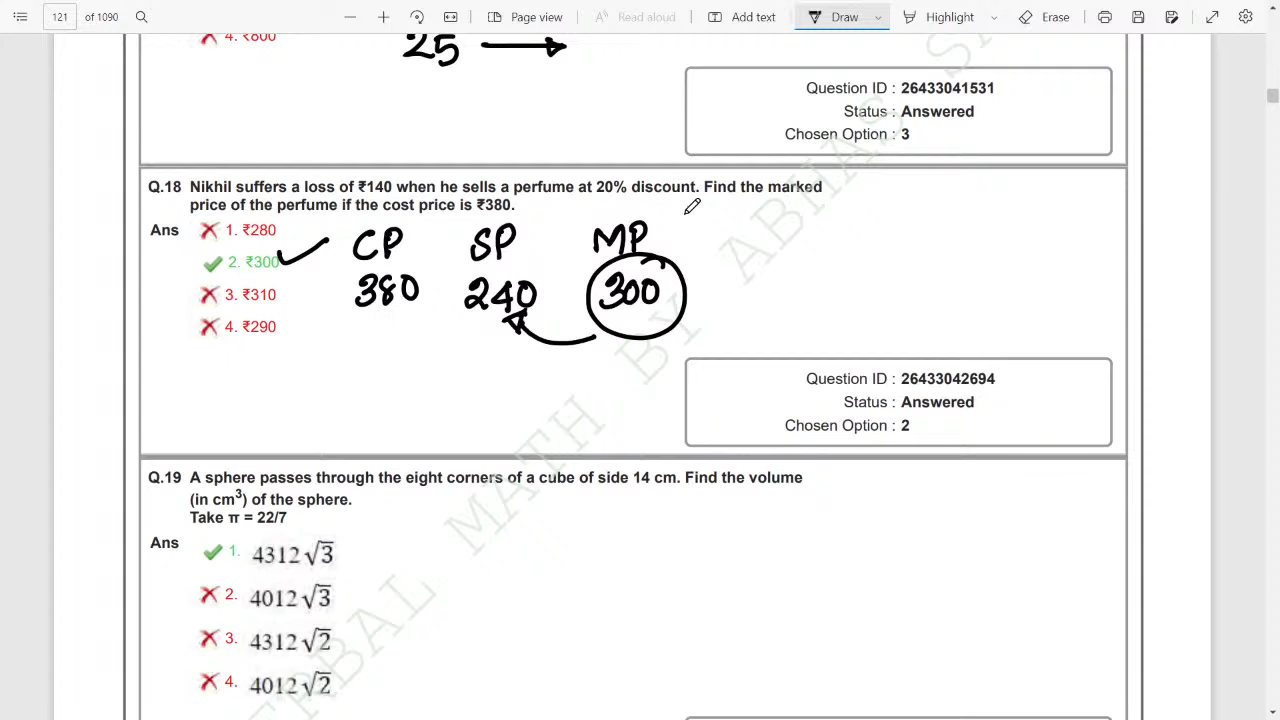 121 of 1090
Page view
Read aloud
Add text
Draw
Highlight
Erase
4. ₹800
25
Question ID : 26433041531
Status : Answered
Chosen Option : 3
Q.18 Nikhil suffers a loss of ₹140 when he sells a perfume at 20% discount. Find the marked
price of the perfume if the cost price is ₹380.
Ans 1. ₹280
2. ₹300
3. ₹310
4. ₹290
CP SP MP
380 240 300
Question ID : 26433042694
Status : Answered
Chosen Option : 2
Q.19 A sphere passes through the eight corners of a cube of side 14 cm. Find the volume
(in cm³) of the sphere.
Take π = 22/7
Ans 1. 4312√3
2. 4012√3
3. 4312√2
4. 4012√2
RBAL MATH BY ABHAS S